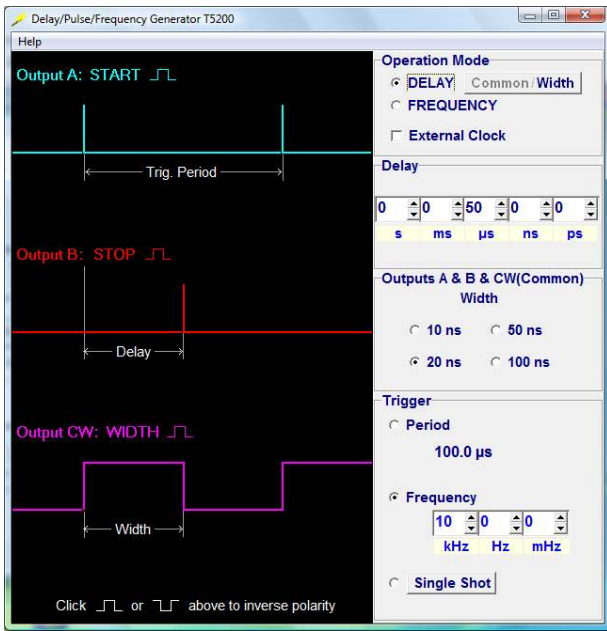 Delay/Pulse/Frequency Generator T5200
Help
Output A: START
Trig. Period
Output B: STOP
Delay
Output CW: WIDTH
Width
Click or above to inverse polarity
Operation Mode
DELAY Common/Width
FREQUENCY
External Clock
Delay
0 0 50 0 0
s ms µs ns ps
Outputs A & B & CW(Common)
Width
10 ns 50 ns
20 ns 100 ns
Trigger
Period
100.0 µs
Frequency
10 0 0
kHz Hz mHz
Single Shot